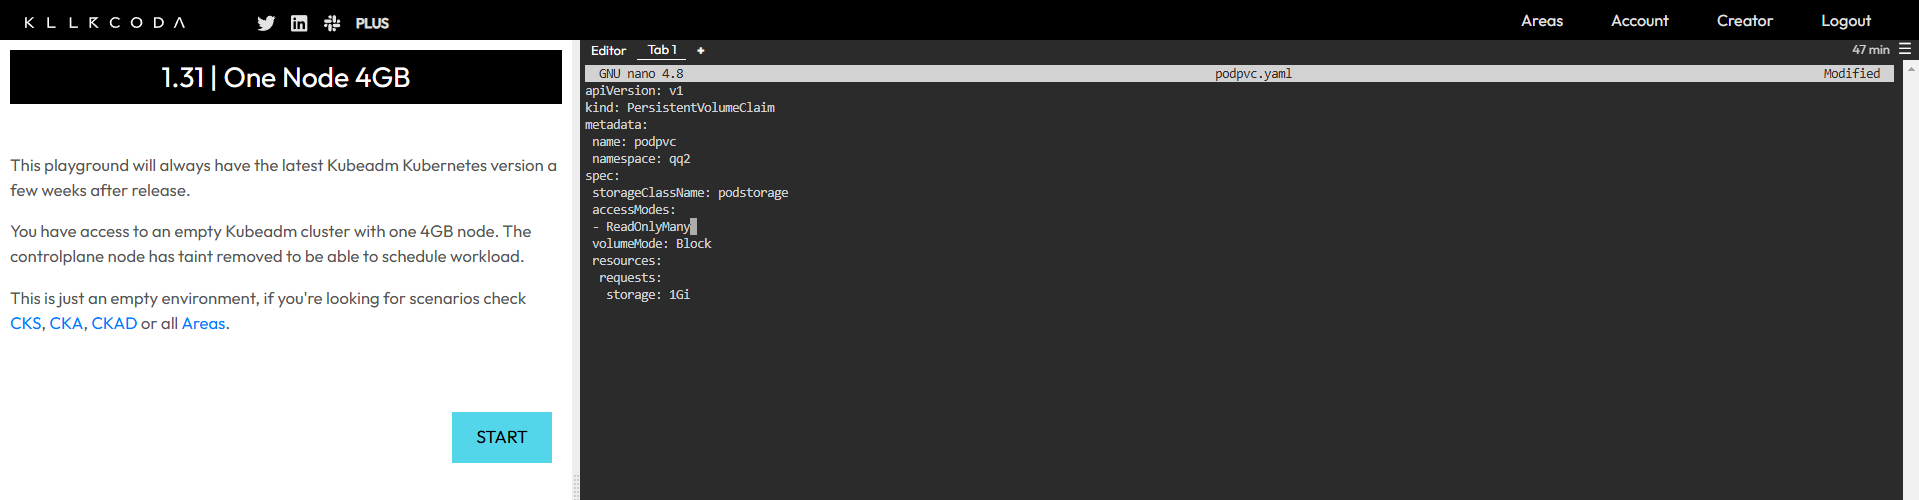 KLLRCODA PLUS Areas Account Creator Logout
1.31 | One Node 4GB
This playground will always have the latest Kubeadm Kubernetes version a
few weeks after release.
You have access to an empty Kubeadm cluster with one 4GB node. The
controlplane node has taint removed to be able to schedule workload.
This is just an empty environment, if you're looking for scenarios check
CKS, CKA, CKAD or all Areas.
START
Editor Tab 1 + 47 min
GNU nano 4.8 podpvc.yaml Modified
apiVersion: v1
kind: PersistentVolumeClaim
metadata:
 name: podpvc
 namespace: qq2
spec:
 storageClassName: podstorage
 accessModes:
 - ReadOnlyMany
 volumeMode: Block
 resources:
  requests:
   storage: 1Gi